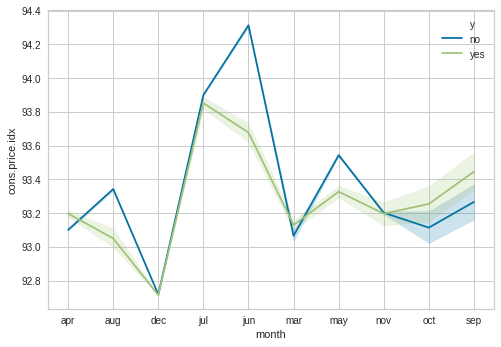 94.4
94.2
94.0
93.8
93.6
93.4
93.2
93.0
92.8
cons.price.idx
y
no
yes
apr aug dec jul jun mar may nov oct sep
month